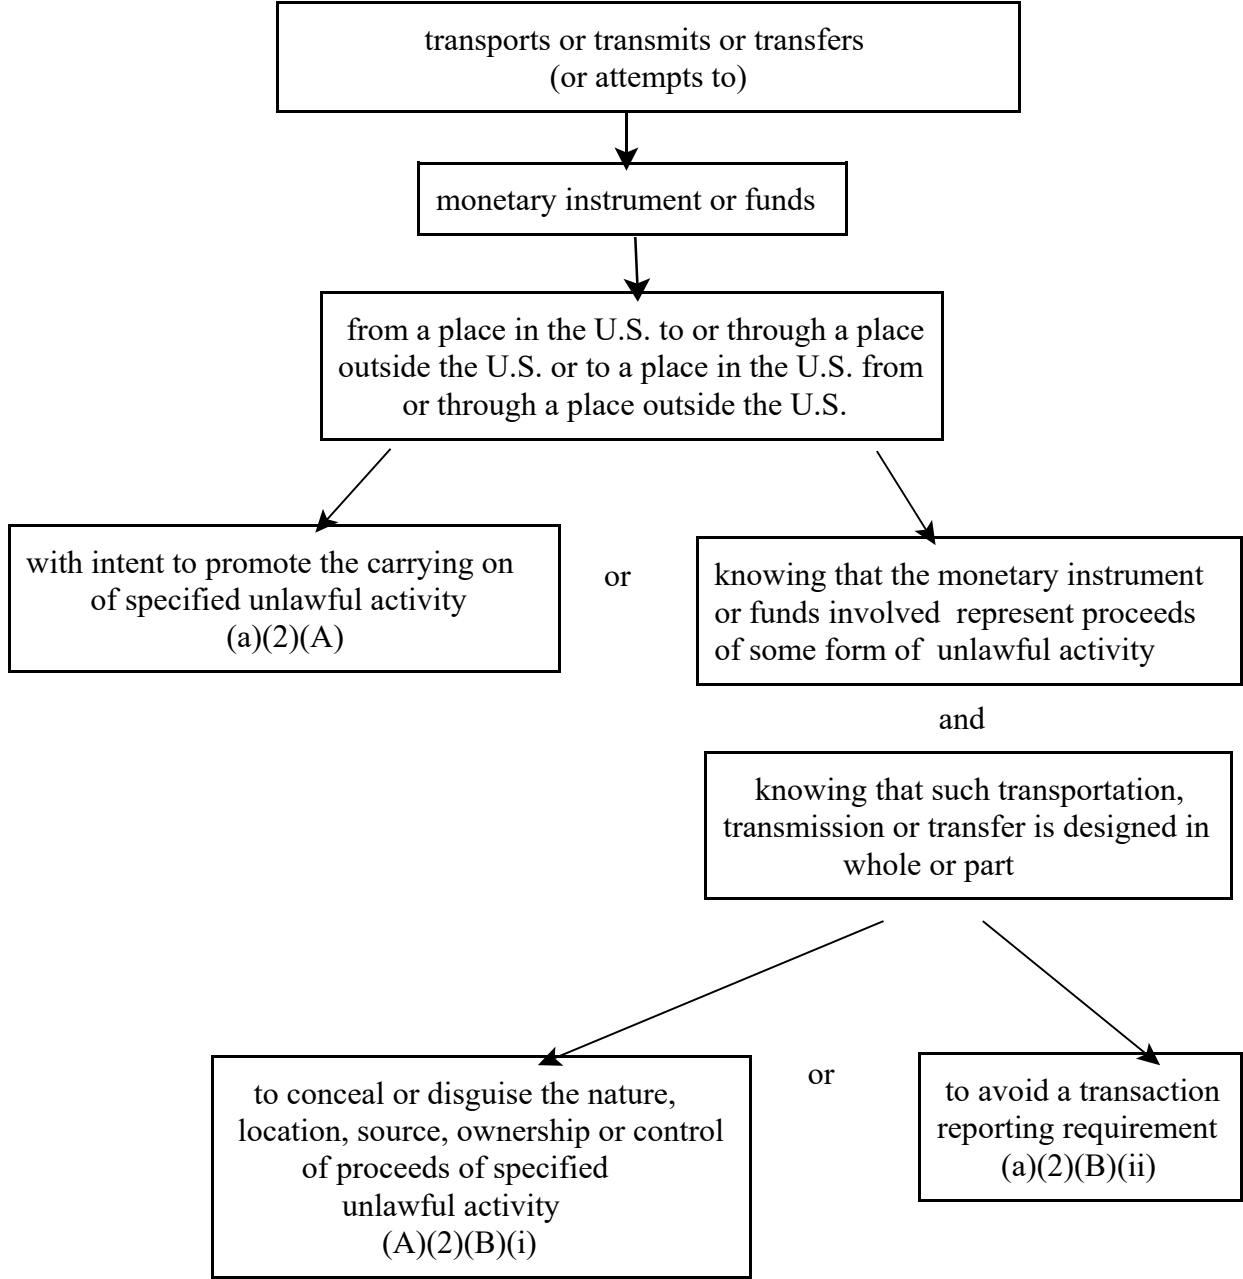 transports or transmits or transfers
(or attempts to)
monetary instrument or funds
from a place in the U.S. to or through a place
outside the U.S. or to a place in the U.S. from
or through a place outside the U.S.
with intent to promote the carrying on
of specified unlawful activity
(a)(2)(A)
or
knowing that the monetary instrument
or funds involved  represent proceeds
of some form of  unlawful activity
and
knowing that such transportation,
transmission or transfer is designed in
whole or part
to conceal or disguise the nature,
location, source, ownership or control
of proceeds of specified
unlawful activity
(A)(2)(B)(i)
or
to avoid a transaction
reporting requirement
(a)(2)(B)(ii)